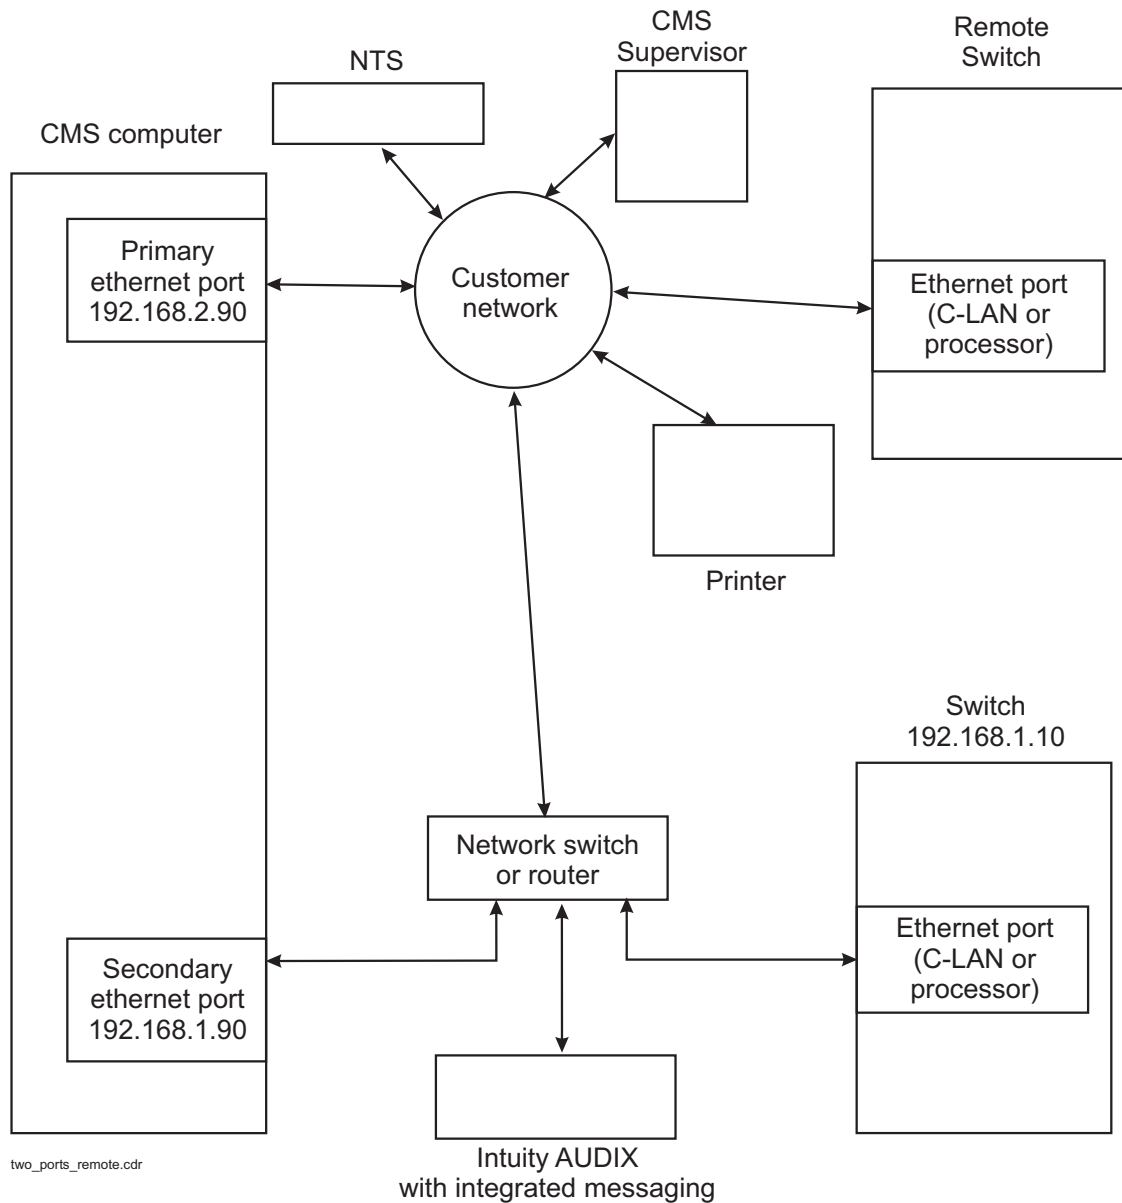 CMS
Supervisor
Remote
Switch
NTS
CMS computer
Primary
ethernet port
192.168.2.90
Customer
network
Ethernet port
(C-LAN or
processor)
Printer
Switch
192.168.1.10
Network switch
or router
Ethernet port
(C-LAN or
processor)
Secondary
ethernet port
192.168.1.90
Intuity AUDIX
with integrated messaging
two_ports_remote.cdr